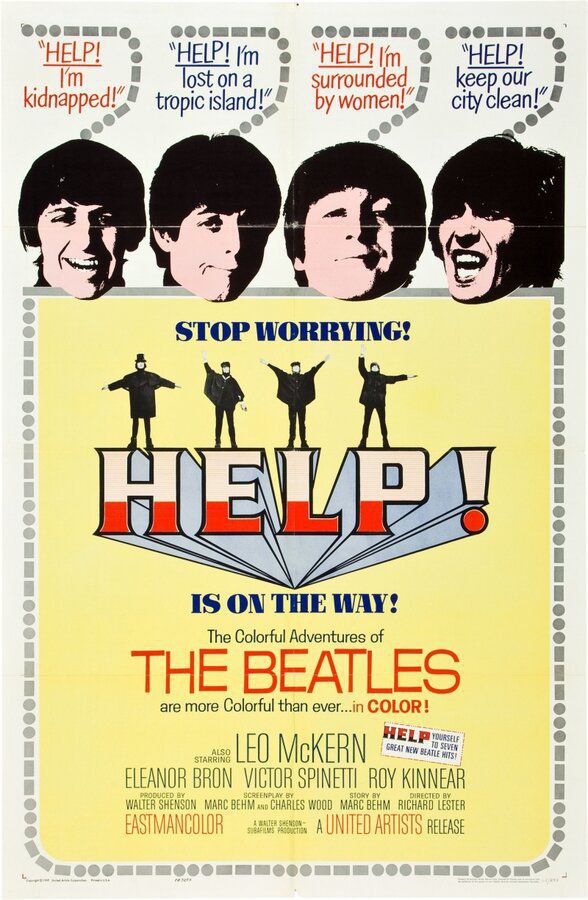 "HELP!
I'm
kidnapped!"
"HELP! I'm
lost on a
tropic island!"
"HELP! I'm
surrounded
by women!"
"HELP!
keep our
city clean!"
STOP WORRYING!
HELP!
IS ON THE WAY!
The Colorful Adventures of
THE BEATLES
are more Colorful than ever...in COLOR!
HELP YOURSELF
TO SEVEN
GREAT NEW BEATLE HITS!
ALSO
STARRING LEO McKERN
ELEANOR BRON VICTOR SPINETTI ROY KINNEAR
PRODUCED BY
WALTER SHENSON
SCREENPLAY BY
MARC BEHM AND CHARLES WOOD
STORY BY
MARC BEHM
DIRECTED BY
RICHARD LESTER
EASTMANCOLOR
A WALTER SHENSON-
SUBAFILMS PRODUCTION
A UNITED ARTISTS RELEASE